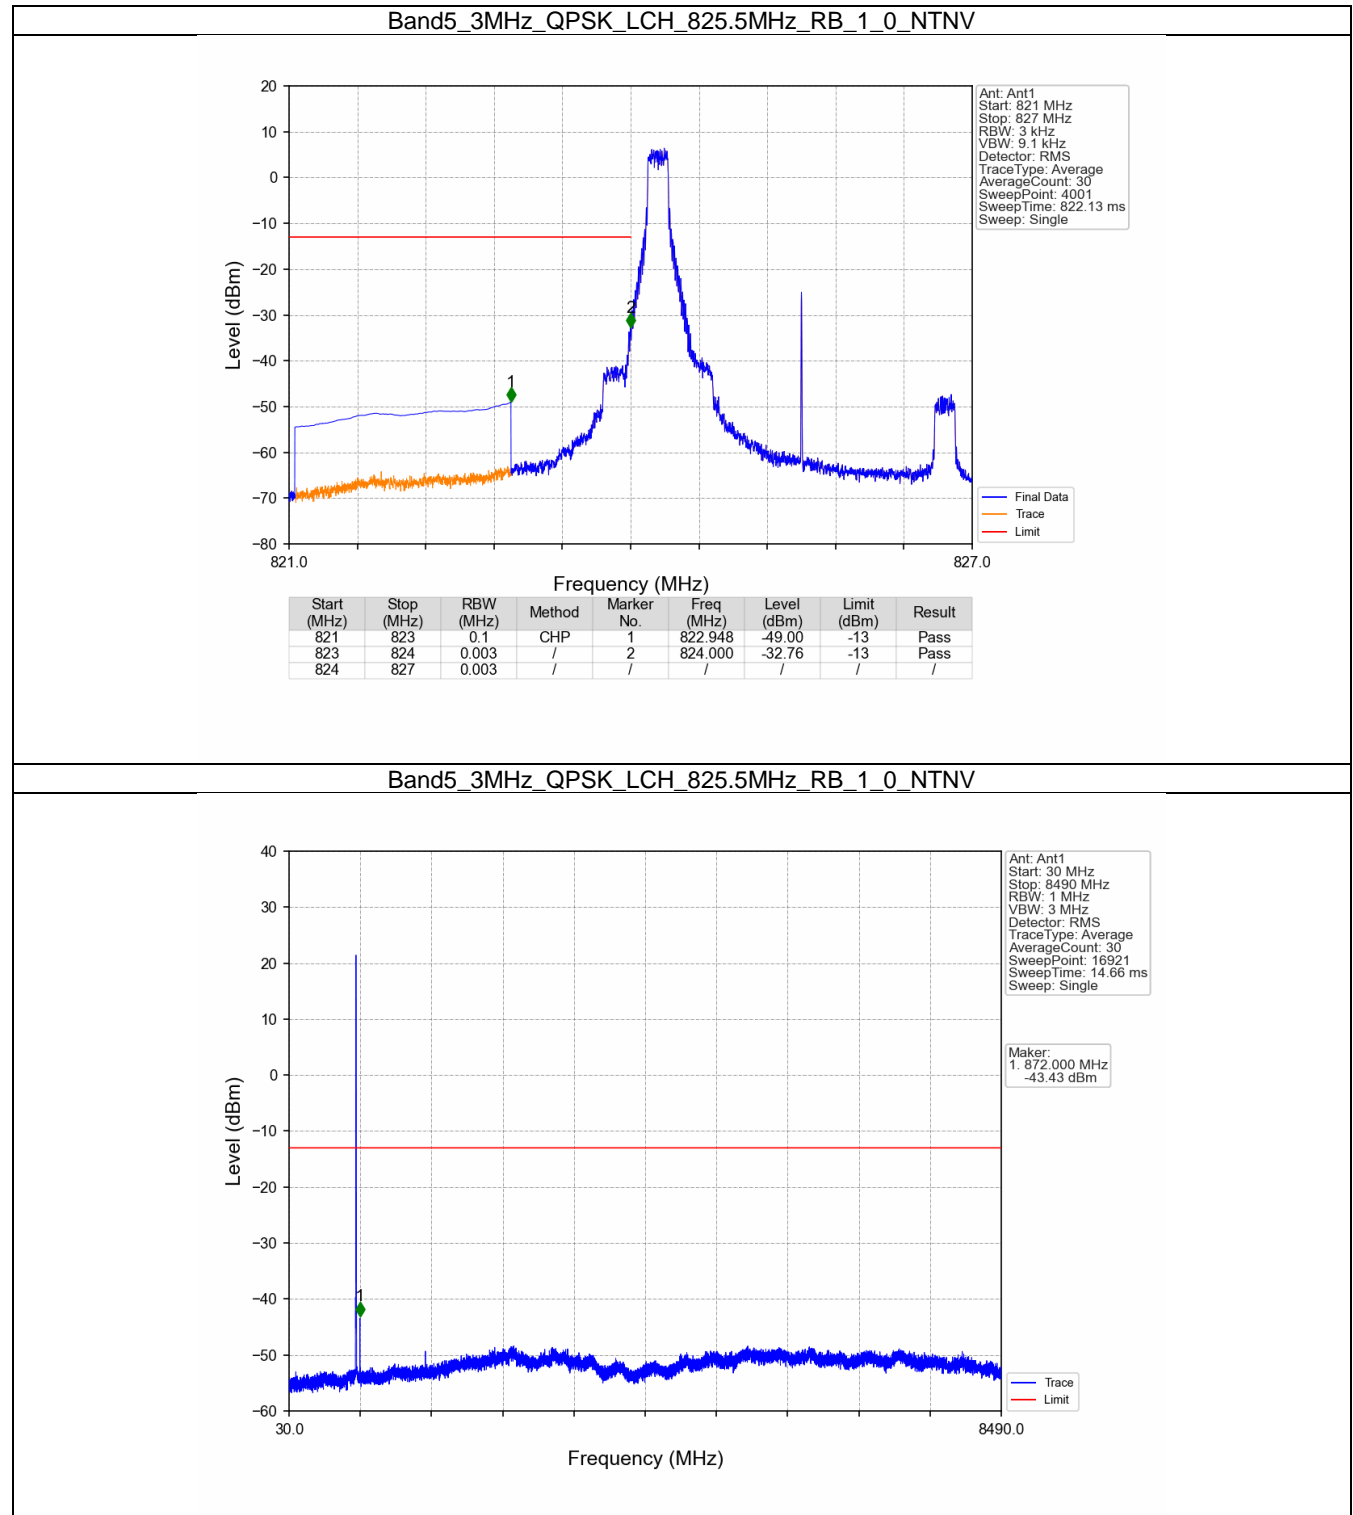 Band5_3MHz_QPSK_LCH_825.5MHz_RB_1_0_NTNV
20
10
0
−10
−20
−30
−40
−50
−60
−70
−80
Level (dBm)
1
2
821.0
827.0
Frequency (MHz)
Ant: Ant1
Start: 821 MHz
Stop: 827 MHz
RBW: 3 kHz
VBW: 9.1 kHz
Detector: RMS
TraceType: Average
AverageCount: 30
SweepPoint: 4001
SweepTime: 822.13 ms
Sweep: Single
Final Data
Trace
Limit
Start (MHz) Stop (MHz) RBW (MHz) Method Marker No. Freq (MHz) Level (dBm) Limit (dBm) Result
821 823 0.1 CHP 1 822.948 -49.00 -13 Pass
823 824 0.003 / 2 824.000 -32.76 -13 Pass
824 827 0.003 / / / / / /
Band5_3MHz_QPSK_LCH_825.5MHz_RB_1_0_NTNV
40
30
20
10
0
−10
−20
−30
−40
−50
−60
Level (dBm)
1
30.0
8490.0
Frequency (MHz)
Ant: Ant1
Start: 30 MHz
Stop: 8490 MHz
RBW: 1 MHz
VBW: 3 MHz
Detector: RMS
TraceType: Average
AverageCount: 30
SweepPoint: 16921
SweepTime: 14.66 ms
Sweep: Single
Maker:
1. 872.000 MHz
-43.43 dBm
Trace
Limit